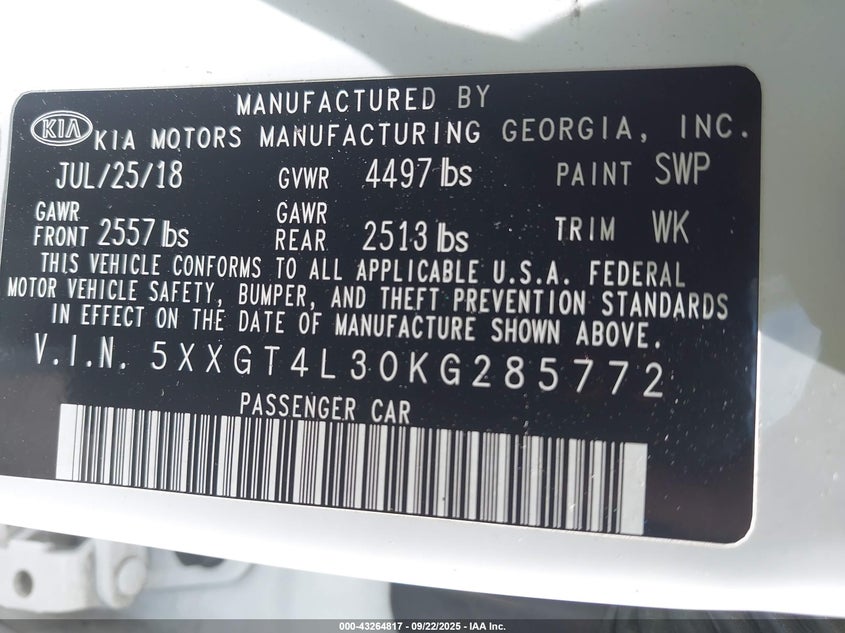 MANUFACTURED BY
KIA KIA MOTORS MANUFACTURING GEORGIA, INC.
JUL/25/18 GVWR 4497 lbs PAINT SWP
GAWR FRONT 2557 lbs GAWR REAR 2513 lbs TRIM WK
THIS VEHICLE CONFORMS TO ALL APPLICABLE U.S.A. FEDERAL
MOTOR VEHICLE SAFETY, BUMPER, AND THEFT PREVENTION STANDARDS
IN EFFECT ON THE DATE OF MANUFACTURE SHOWN ABOVE.
V.I.N. 5XXGT4L30KG285772
PASSENGER CAR
000-43264817 - 09/22/2025 - IAA Inc.